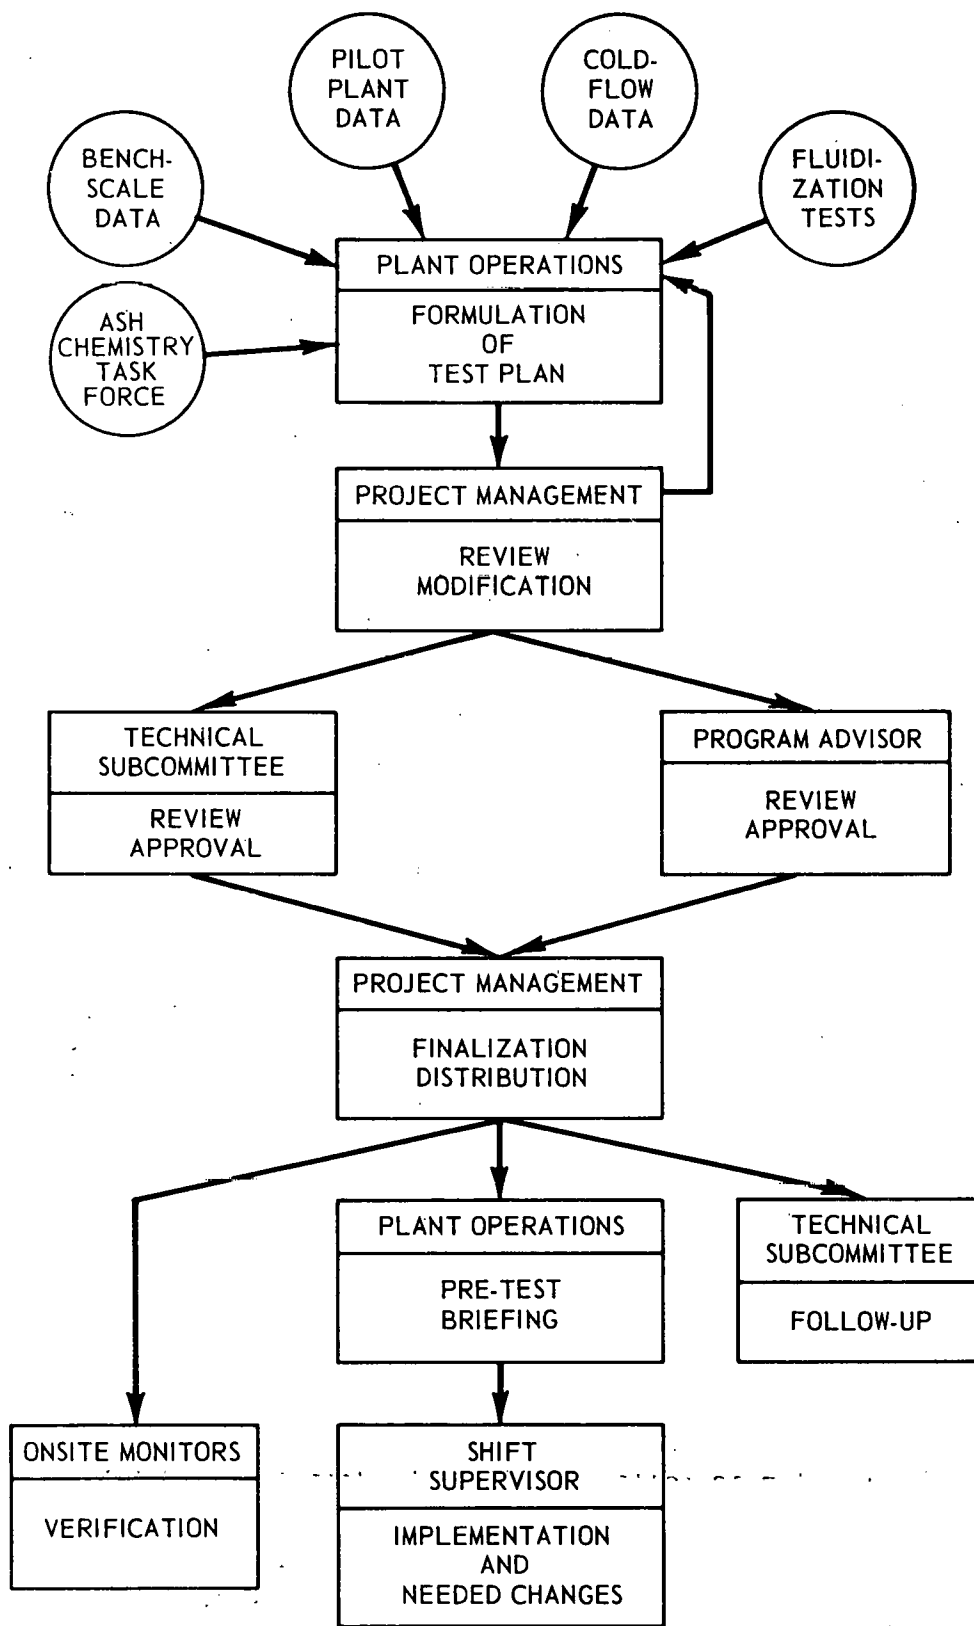 PILOT
PLANT
DATA
COLD-
FLOW
DATA
BENCH-
SCALE
DATA
FLUIDI-
ZATION
TESTS
PLANT OPERATIONS
FORMULATION
OF
TEST PLAN
ASH
CHEMISTRY
TASK
FORCE
PROJECT MANAGEMENT
REVIEW
MODIFICATION
TECHNICAL
SUBCOMMITTEE
REVIEW
APPROVAL
PROGRAM ADVISOR
REVIEW
APPROVAL
PROJECT MANAGEMENT
FINALIZATION
DISTRIBUTION
PLANT OPERATIONS
PRE-TEST
BRIEFING
TECHNICAL
SUBCOMMITTEE
FOLLOW-UP
ONSITE MONITORS
VERIFICATION
SHIFT
SUPERVISOR
IMPLEMENTATION
AND
NEEDED CHANGES